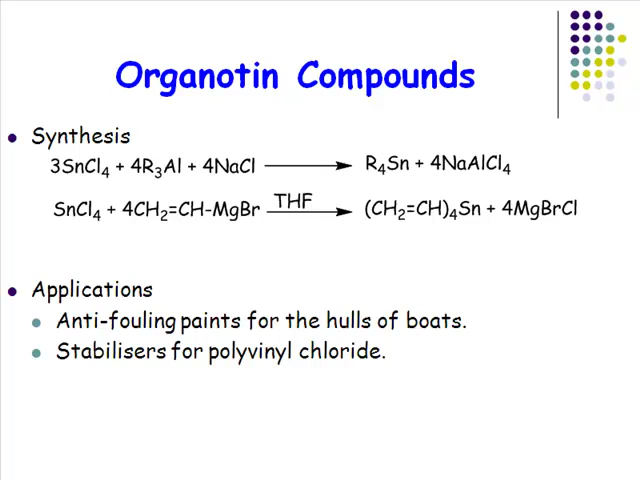 Organotin Compounds
Synthesis
3SnCl₄ + 4R₃Al + 4NaCl ⟶ R₄Sn + 4NaAlCl₄
SnCl₄ + 4CH₂=CH-MgBr THF ⟶ (CH₂=CH)₄Sn + 4MgBrCl
Applications
Anti-fouling paints for the hulls of boats.
Stabilisers for polyvinyl chloride.